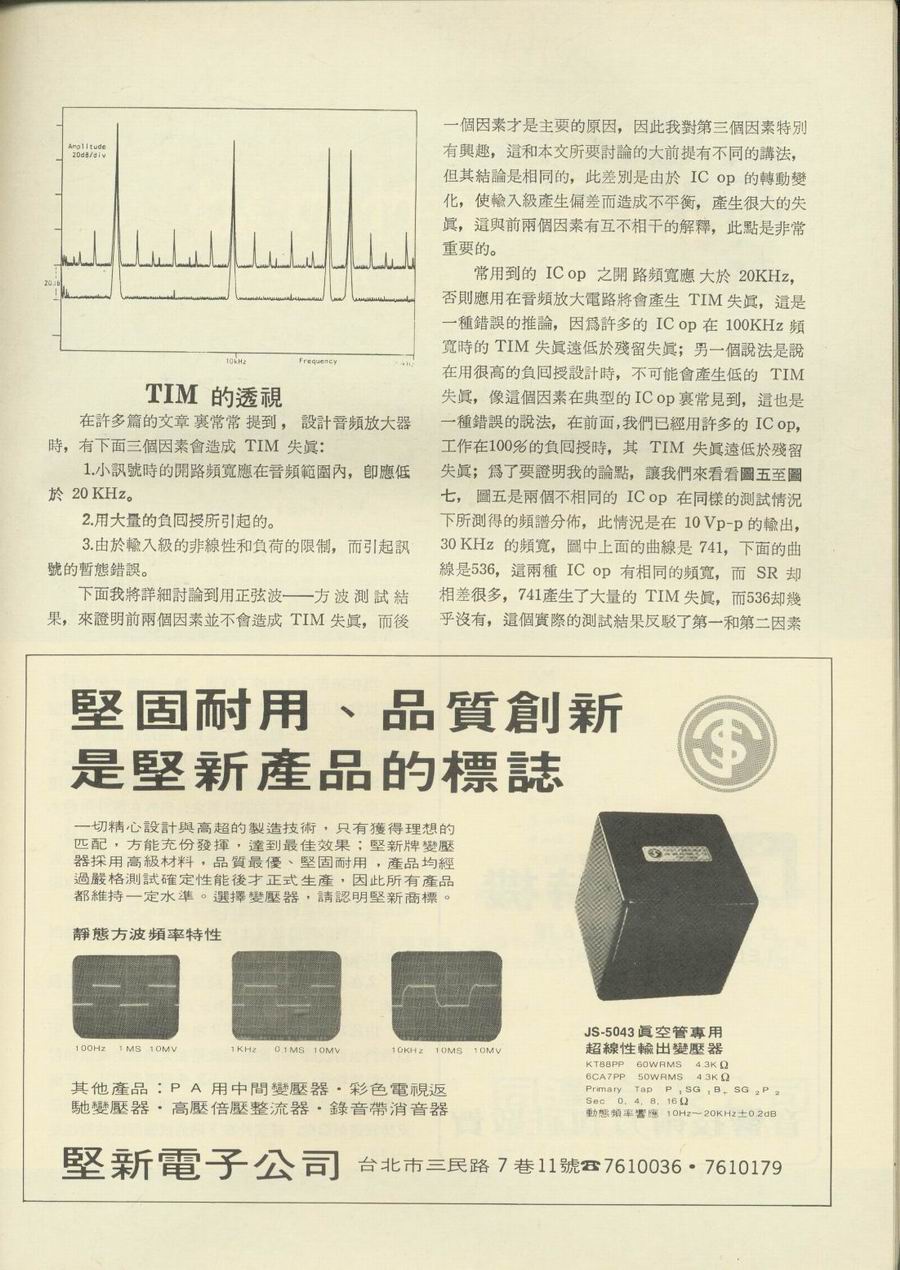 Amplitude
20dB/div
10kHz
Frequency
TIM 的透視
在許多篇的文章裏常常提到，設計音頻放大器
時，有下面三個因素會造成 TIM 失眞：
1.小訊號時的開路頻寬應在音頻範圍內，卽應低
於 20 KHz。
2.用大量的負囘授所引起的。
3.由於輸入級的非線性和負荷的限制，而引起訊
號的暫態錯誤。
下面我將詳細討論到用正弦波——方波測試結
果，來證明前兩個因素並不會造成 TIM 失眞，而後
一個因素才是主要的原因，因此我對第三個因素特別
有興趣，這和本文所要討論的大前提有不同的講法，
但其結論是相同的，此差別是由於 IC op 的轉動變
化，使輸入級產生偏差而造成不平衡，產生很大的失
眞，這與前兩個因素有互不相干的解釋，此點是非常
重要的。
常用到的 IC op 之開路頻寬應大於 20KHz，
否則應用在音頻放大電路將會產生 TIM 失眞，這是
一種錯誤的推論，因爲許多的 IC op 在 100KHz 頻
寬時的 TIM 失眞遠低於殘留失眞；另一個說法是說
在用很高的負囘授設計時，不可能會產生低的 TIM
失眞，像這個因素在典型的 IC op 裏常見到，這也是
一種錯誤的說法，在前面，我們已經用許多的 IC op，
工作在100%的負囘授時，其 TIM 失眞遠低於殘留
失眞；爲了要證明我的論點，讓我們來看看圖五至圖
七，圖五是兩個不相同的 IC op 在同樣的測試情況
下所測得的頻譜分佈，此情況是在 10 Vp-p 的輸出，
30 KHz 的頻寬，圖中上面的曲線是 741，下面的曲
線是536，這兩種 IC op 有相同的頻寬，而 SR 却
相差很多，741產生了大量的 TIM 失眞，而536却幾
乎沒有，這個實際的測試結果反駁了第一和第二因素
堅固耐用、品質創新
是堅新產品的標誌
一切精心設計與高超的製造技術，只有獲得理想的
匹配，方能充份發揮，達到最佳效果；堅新牌變壓
器採用高級材料，品質最優、堅固耐用，產品均經
過嚴格測試確定性能後才正式生產，因此所有產品
都維持一定水準。選擇變壓器，請認明堅新商標。
靜態方波頻率特性
100Hz 1MS 10MV
1KHz 0.1MS 10MV
10KHz 10MS 10MV
JS-5043 眞空管專用
超線性輸出變壓器
KT88PP 60WRMS 4.3KΩ
6CA7PP 50WRMS 4.3KΩ
Primary Tap P₁SG₁B₊ SG₂P₂
Sec 0, 4, 8, 16Ω
動態頻率響應 10Hz～20KHz±0.2dB
其他產品：P A 用中間變壓器・彩色電視返
馳變壓器・高壓倍壓整流器・錄音帶消音器
堅新電子公司 台北市三民路7巷11號☎7610036・7610179